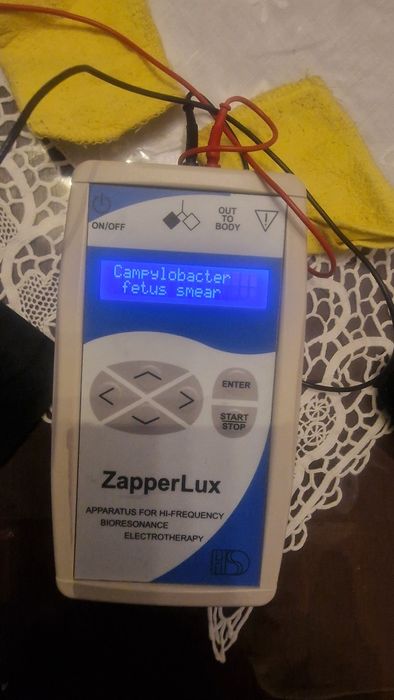 ON/OFF
OUT
TO
BODY
Campylobacter
fetus smear
ENTER
START
STOP
ZapperLux
APPARATUS FOR HI-FREQUENCY
BIORESONANCE
ELECTROTHERAPY